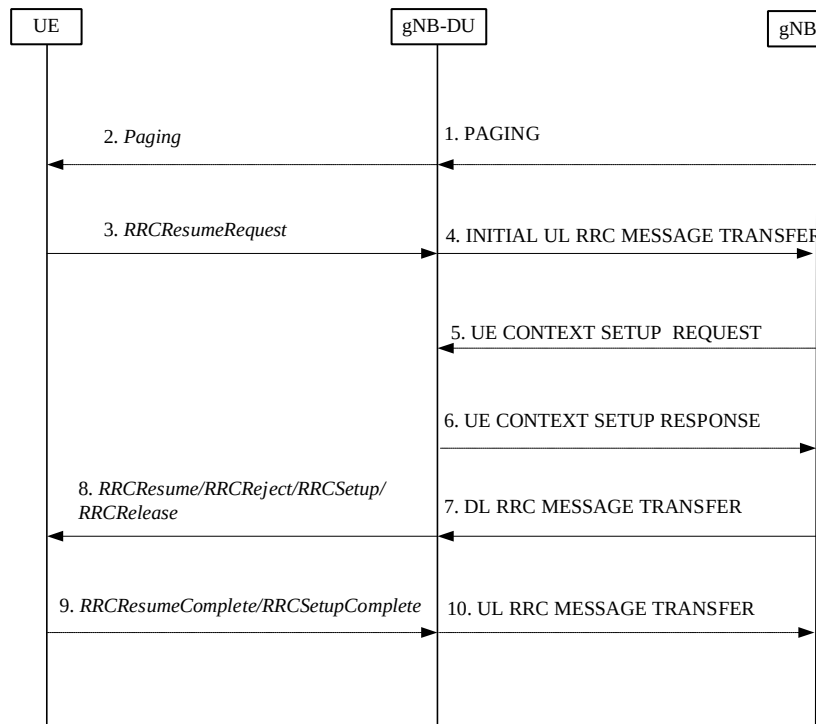 UE
gNB-DU
gNB
2. Paging
1. PAGING
3. RRCResumeRequest
4. INITIAL UL RRC MESSAGE TRANSFER
5. UE CONTEXT SETUP  REQUEST
6. UE CONTEXT SETUP RESPONSE
8. RRCResume/RRCReject/RRCSetup/
RRCRelease
7. DL RRC MESSAGE TRANSFER
9. RRCResumeComplete/RRCSetupComplete
10. UL RRC MESSAGE TRANSFER